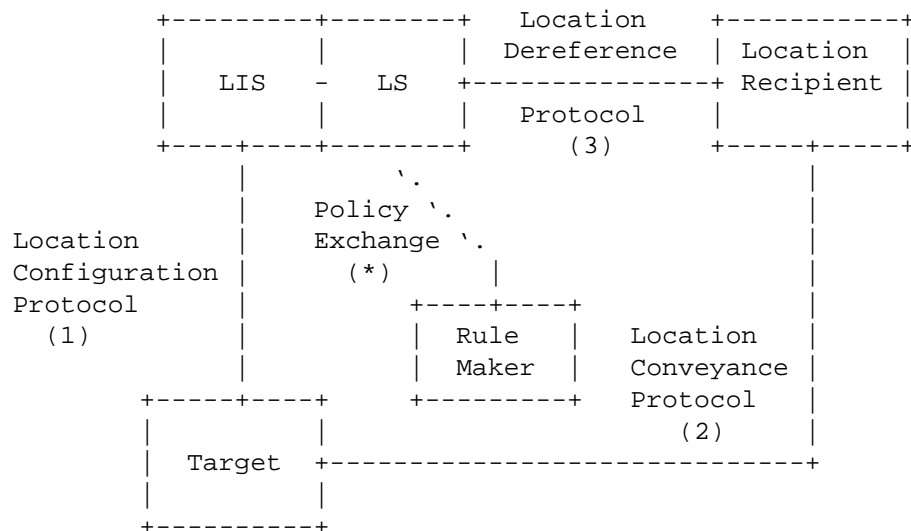 Location
Dereference
Location
LIS - LS
Recipient
Protocol
(3)
Policy
Exchange
(*)
Location
Configuration
Protocol
(1)
Rule
Maker
Location
Conveyance
Protocol
(2)
Target